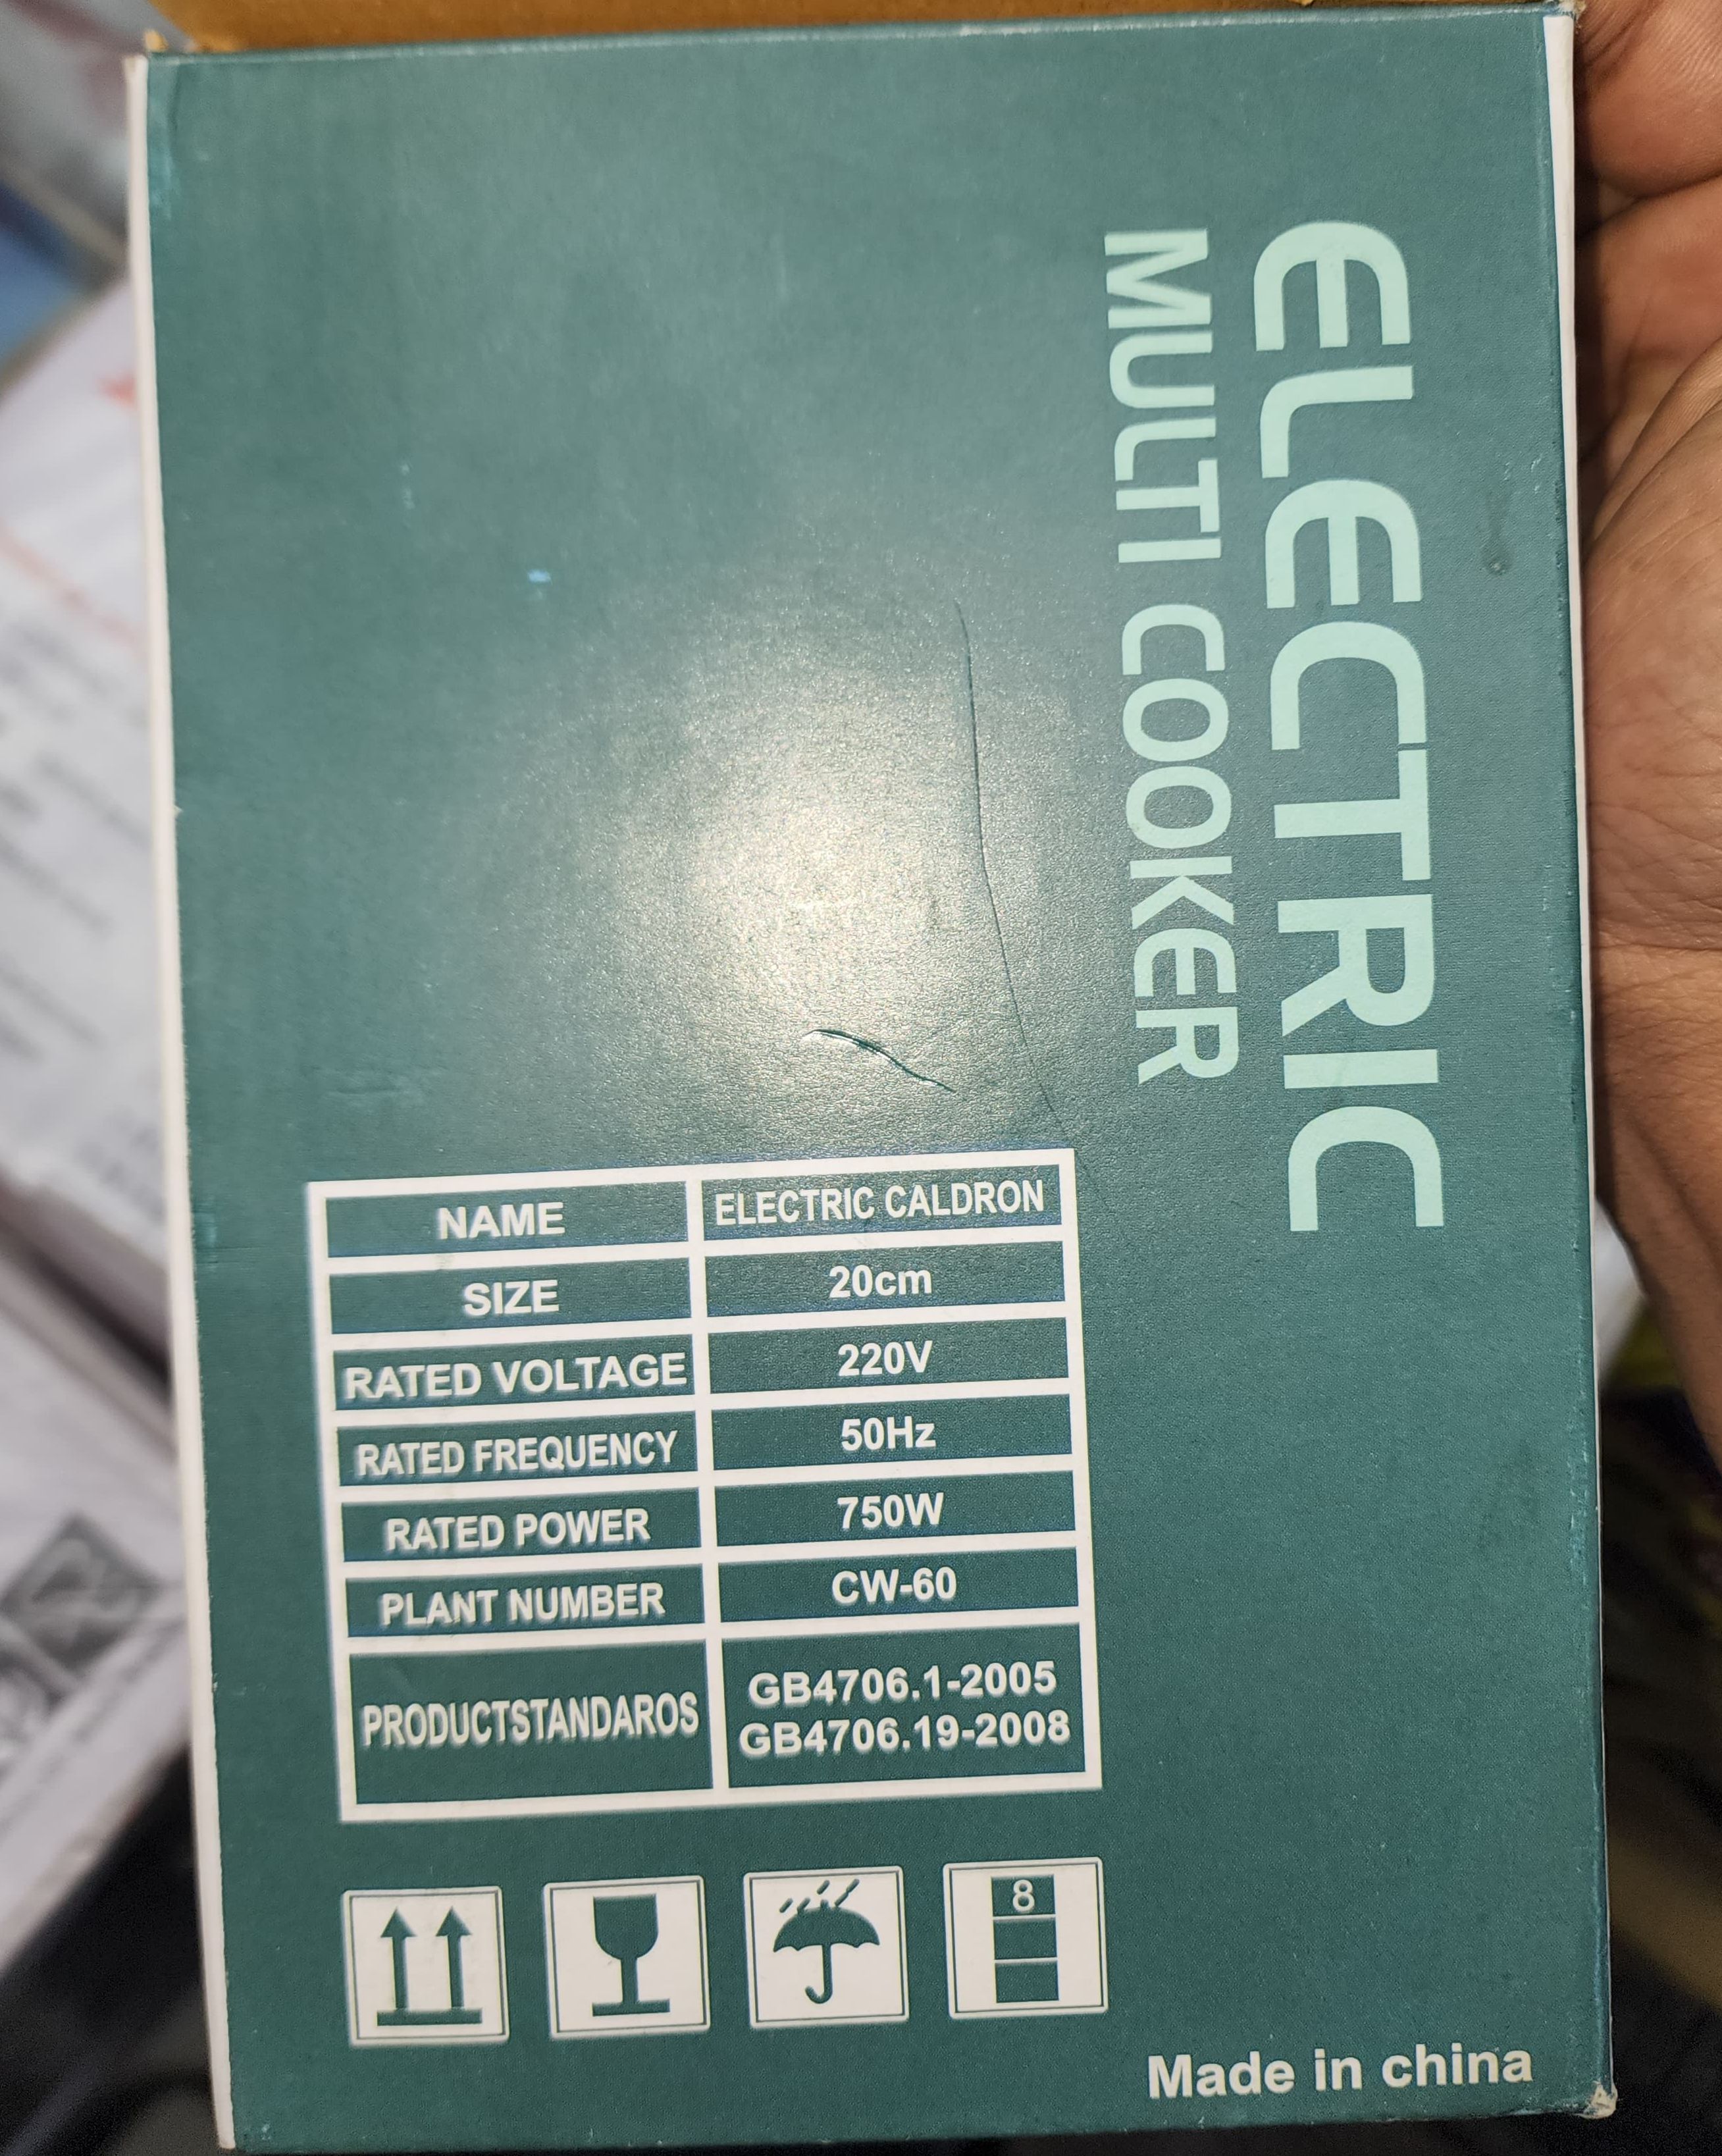 ELECTRIC
MULTI COOKER
NAME ELECTRIC CALDRON
SIZE 20cm
RATED VOLTAGE 220V
RATED FREQUENCY 50Hz
RATED POWER 750W
PLANT NUMBER CW-60
PRODUCTSTANDAROS GB4706.1-2005
GB4706.19-2008
8
Made in china